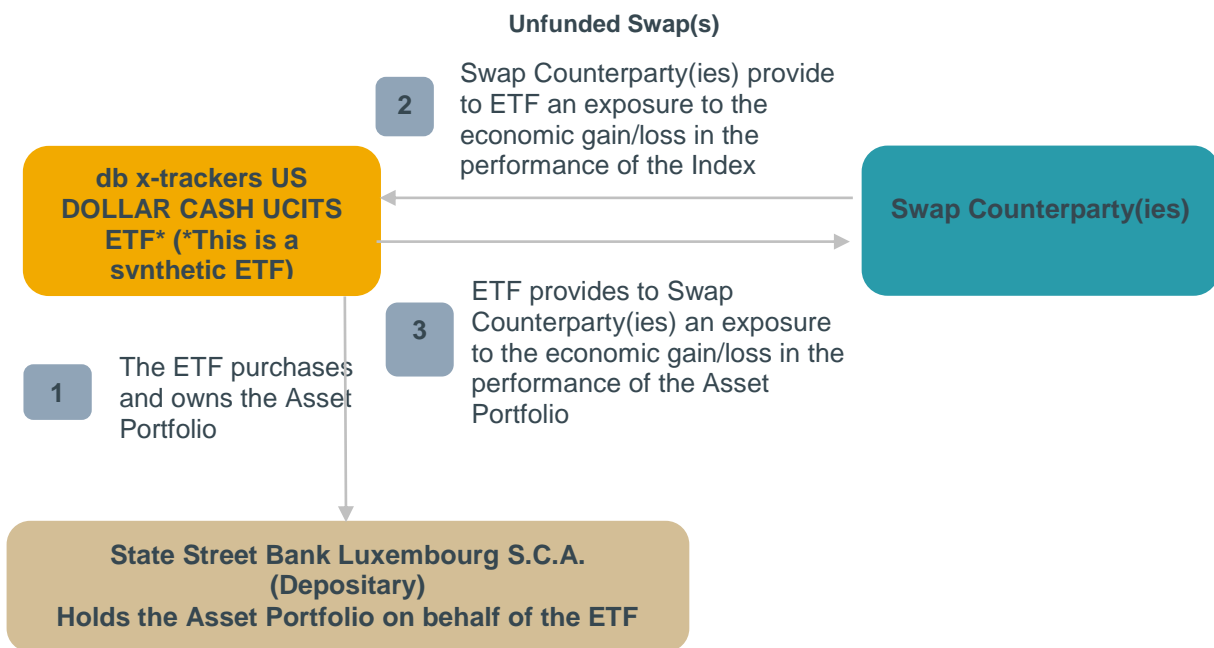 Unfunded Swap(s)
2
Swap Counterparty(ies) provide
to ETF an exposure to the
economic gain/loss in the
performance of the Index
db x-trackers US
DOLLAR CASH UCITS
ETF* (*This is a
synthetic ETF)
Swap Counterparty(ies)
3
ETF provides to Swap
Counterparty(ies) an exposure
to the economic gain/loss in the
performance of the Asset
Portfolio
1
The ETF purchases
and owns the Asset
Portfolio
State Street Bank Luxembourg S.C.A.
(Depositary)
Holds the Asset Portfolio on behalf of the ETF